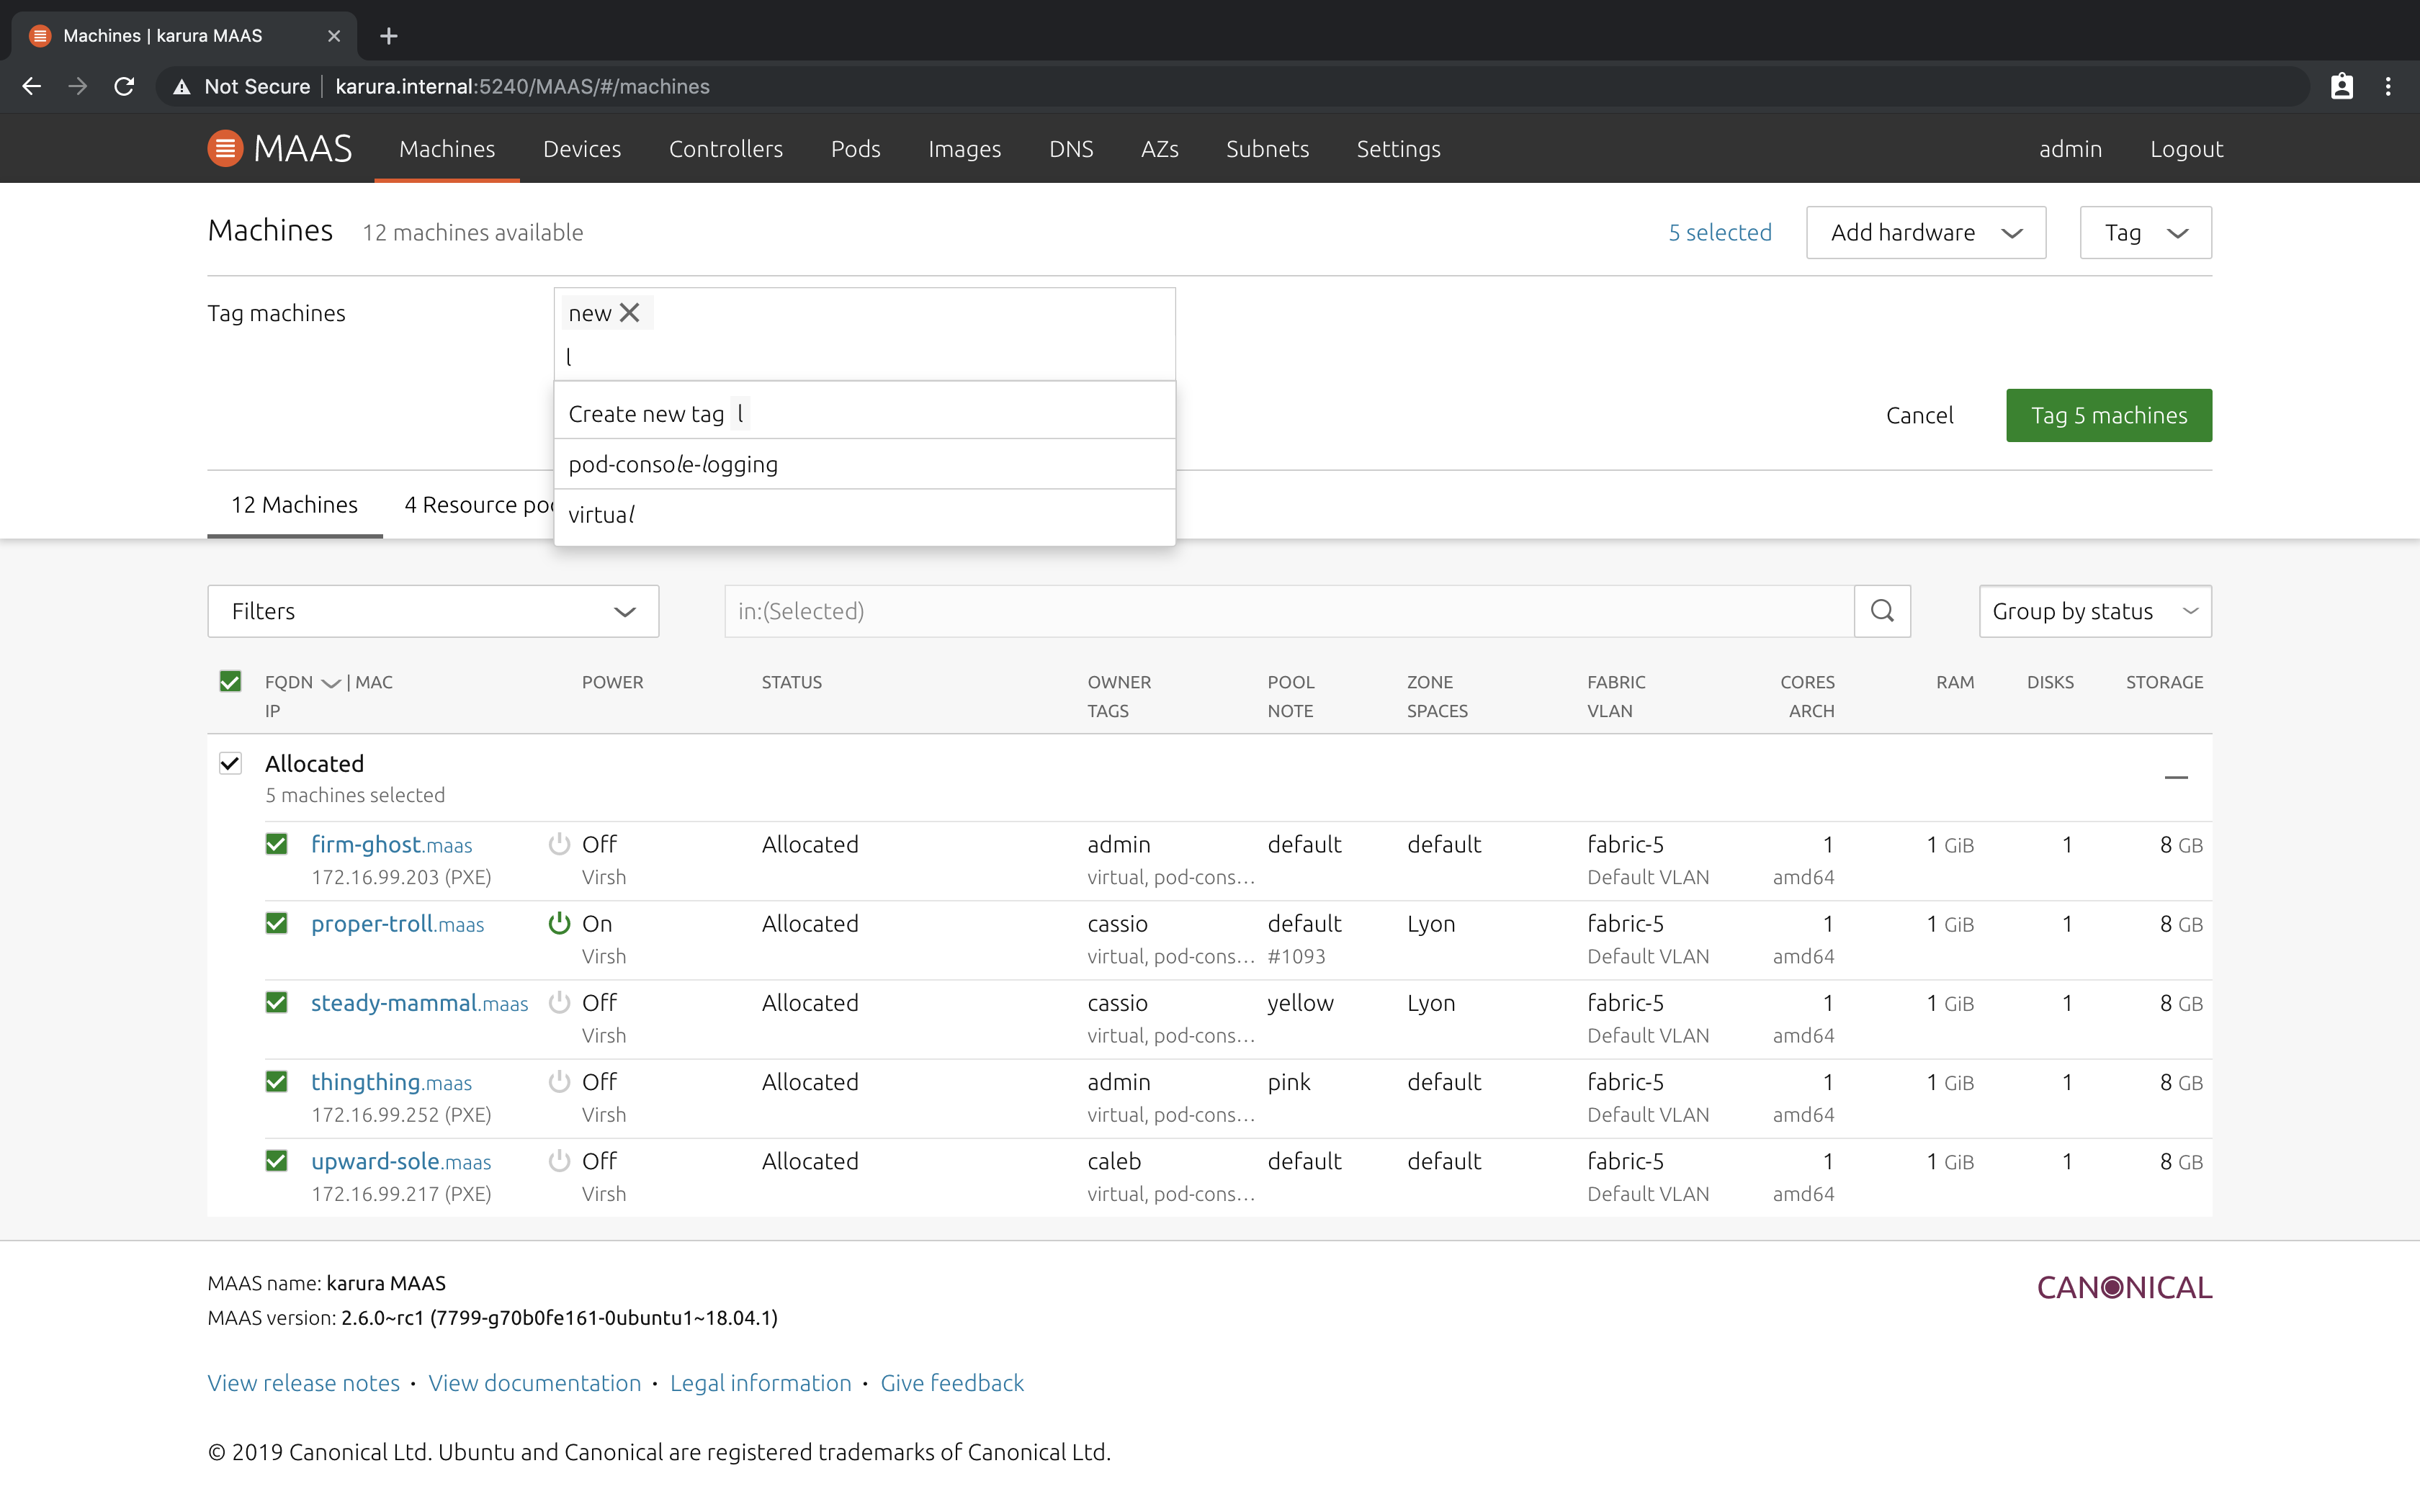 Machines | karura MAAS
Not Secure | karura.internal:5240/MAAS/#/machines
MAAS Machines Devices Controllers Pods Images DNS AZs Subnets Settings admin Logout
Machines 12 machines available 5 selected Add hardware Tag
Tag machines new
l
Create new tag l
Cancel Tag 5 machines
pod-console-logging
12 Machines 4 Resource poo
virtual
Filters in:(Selected) Group by status
FQDN | MAC POWER STATUS OWNER POOL ZONE FABRIC CORES RAM DISKS STORAGE
IP TAGS NOTE SPACES VLAN ARCH
Allocated
5 machines selected
firm-ghost.maas Off Allocated admin default default fabric-5 1 1 GiB 1 8 GB
172.16.99.203 (PXE) Virsh virtual, pod-cons... Default VLAN amd64
proper-troll.maas On Allocated cassio default Lyon fabric-5 1 1 GiB 1 8 GB
Virsh virtual, pod-cons... #1093 Default VLAN amd64
steady-mammal.maas Off Allocated cassio yellow Lyon fabric-5 1 1 GiB 1 8 GB
Virsh virtual, pod-cons... Default VLAN amd64
thingthing.maas Off Allocated admin pink default fabric-5 1 1 GiB 1 8 GB
172.16.99.252 (PXE) Virsh virtual, pod-cons... Default VLAN amd64
upward-sole.maas Off Allocated caleb default default fabric-5 1 1 GiB 1 8 GB
172.16.99.217 (PXE) Virsh virtual, pod-cons... Default VLAN amd64
MAAS name: karura MAAS CANONICAL
MAAS version: 2.6.0~rc1 (7799-g70b0fe161-0ubuntu1~18.04.1)
View release notes · View documentation · Legal information · Give feedback
© 2019 Canonical Ltd. Ubuntu and Canonical are registered trademarks of Canonical Ltd.